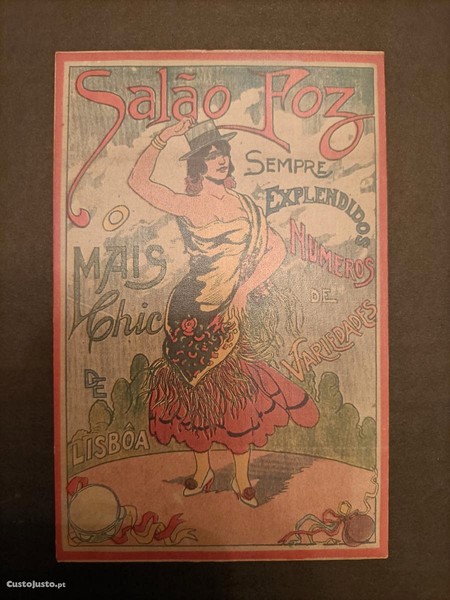 Salão Foz
O
MAIS
Chic
DE
LISBÔA
SEMPRE
EXPLENDIDOS
NUMEROS
DE
VARIEDADES
CustoJusto.pt